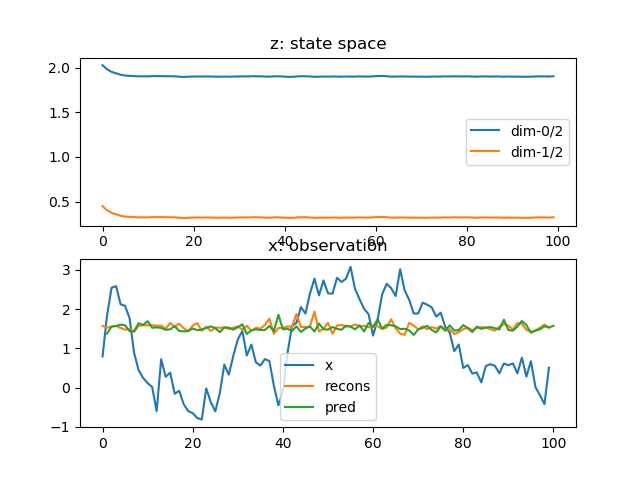 z: state space
2.0
1.5
1.0
0.5
dim-0/2
dim-1/2
0 20 40 60 80 100
x: observation
3
2
1
0
−1
x
recons
pred
0 20 40 60 80 100